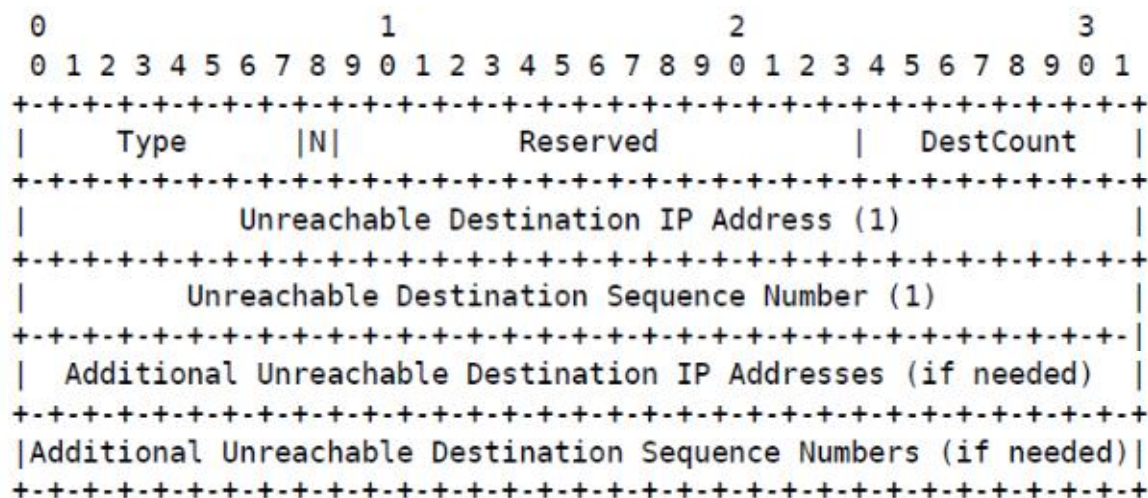 0                   1                   2                   3
 0 1 2 3 4 5 6 7 8 9 0 1 2 3 4 5 6 7 8 9 0 1 2 3 4 5 6 7 8 9 0 1
+-+-+-+-+-+-+-+-+-+-+-+-+-+-+-+-+-+-+-+-+-+-+-+-+-+-+-+-+-+-+-+-+
|     Type      |N|          Reserved           |   DestCount   |
+-+-+-+-+-+-+-+-+-+-+-+-+-+-+-+-+-+-+-+-+-+-+-+-+-+-+-+-+-+-+-+-+
|            Unreachable Destination IP Address (1)             |
+-+-+-+-+-+-+-+-+-+-+-+-+-+-+-+-+-+-+-+-+-+-+-+-+-+-+-+-+-+-+-+-+
|         Unreachable Destination Sequence Number (1)           |
+-+-+-+-+-+-+-+-+-+-+-+-+-+-+-+-+-+-+-+-+-+-+-+-+-+-+-+-+-+-+-+-|
|  Additional Unreachable Destination IP Addresses (if needed)  |
+-+-+-+-+-+-+-+-+-+-+-+-+-+-+-+-+-+-+-+-+-+-+-+-+-+-+-+-+-+-+-+-+
|Additional Unreachable Destination Sequence Numbers (if needed)|
+-+-+-+-+-+-+-+-+-+-+-+-+-+-+-+-+-+-+-+-+-+-+-+-+-+-+-+-+-+-+-+-+